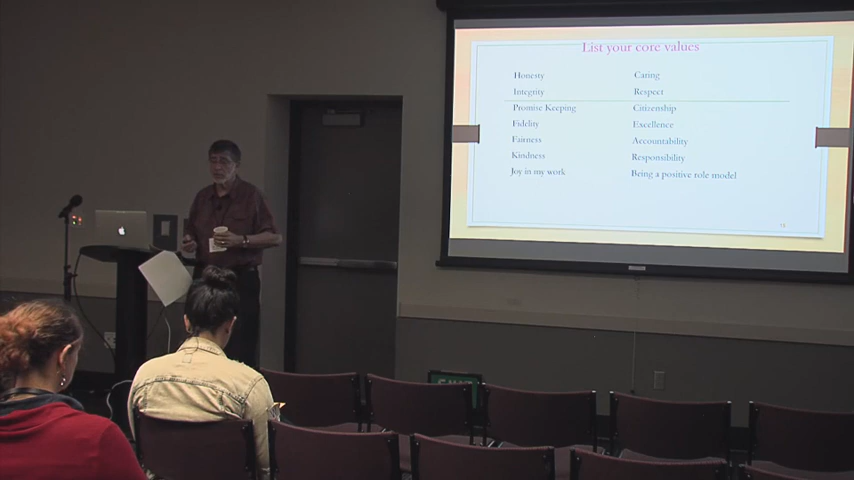 List your core values
Honesty Caring
Integrity Respect
Promise Keeping Citizenship
Fidelity Excellence
Fairness Accountability
Kindness Responsibility
Joy in my work Being a positive role model